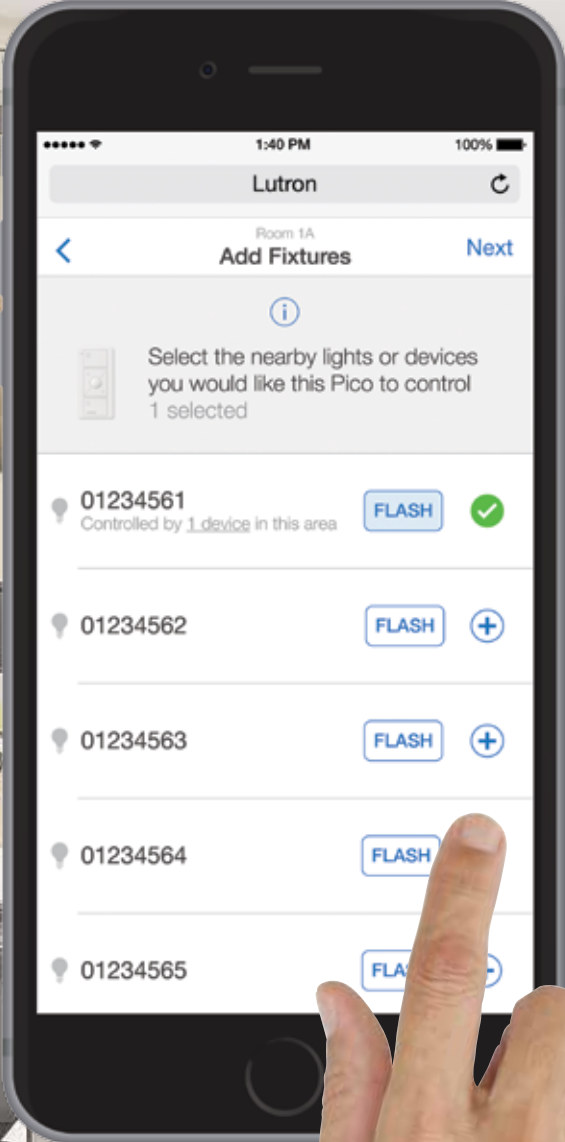 1:40 PM
100%
Lutron
Room 1A
Add Fixtures
Next
Select the nearby lights or devices
you would like this Pico to control
1 selected
01234561
FLASH
Controlled by 1 device in this area
01234562
FLASH
01234563
FLASH
01234564
FLASH
01234565